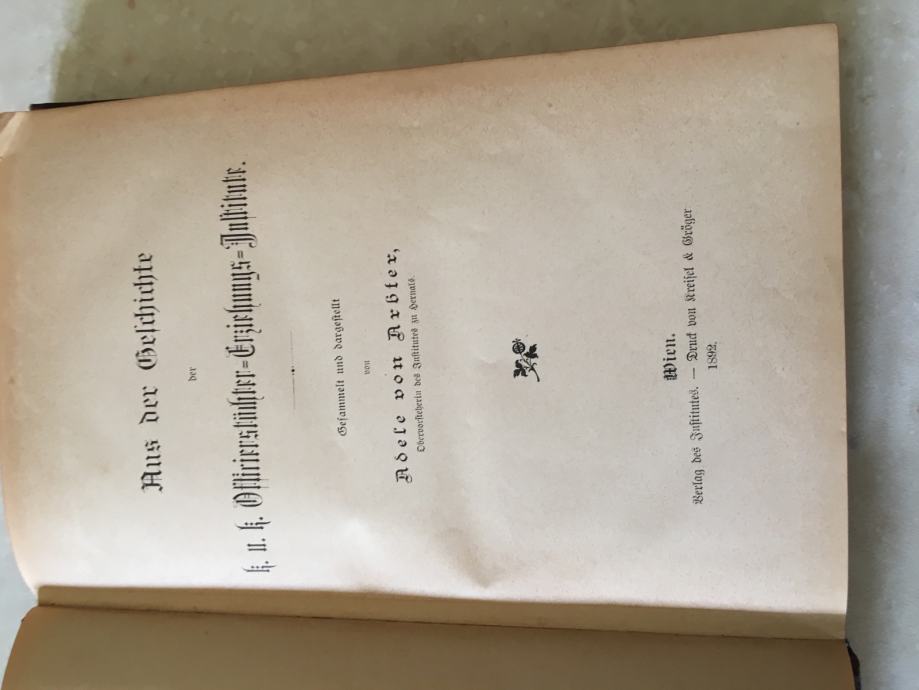 Aus der Geschichte
der
k. u. k. Officierstöchter=Erziehungs=Institute.
Gesammelt und dargestellt
von
Adele von Arbter,
Obervorsteherin des Institutes zu Hernals.
Wien.
Verlag des Institutes. — Druck von Kreisel & Gröger
1892.